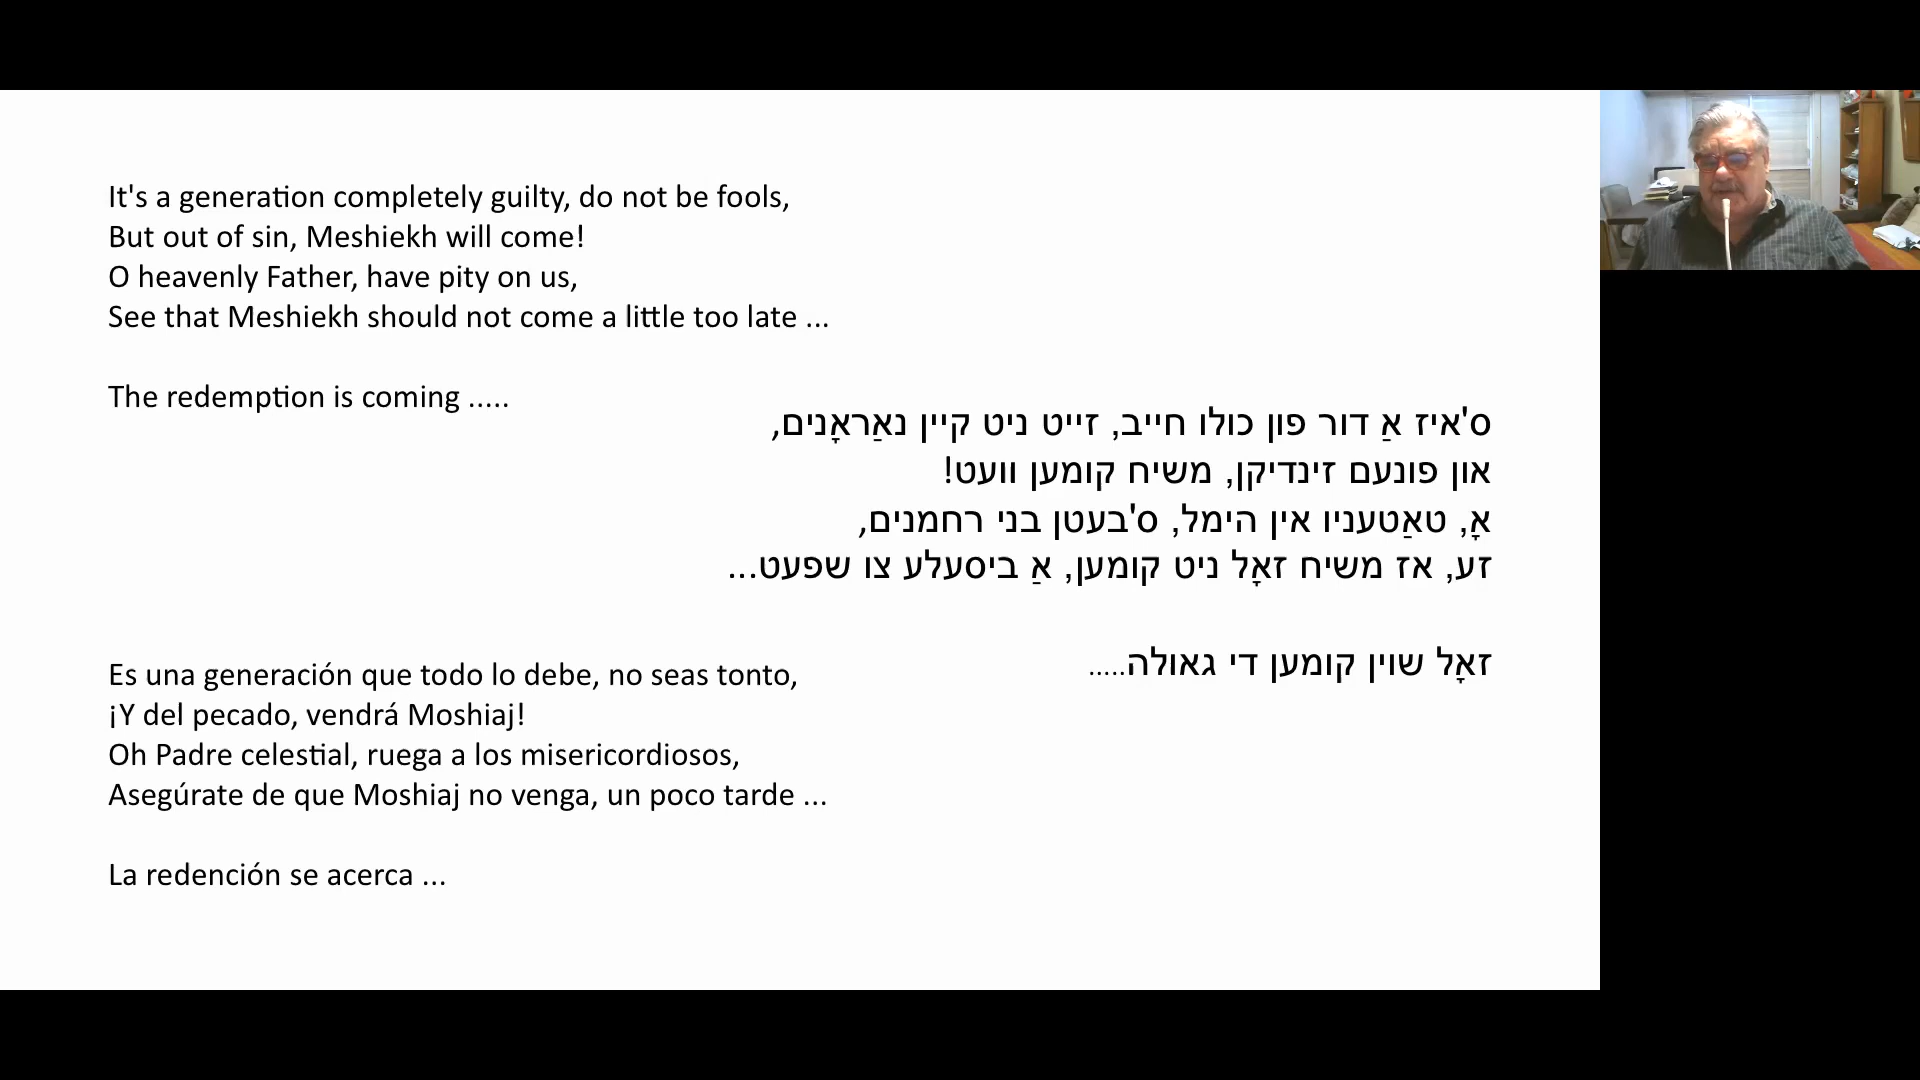 It's a generation completely guilty, do not be fools,
But out of sin, Meshiekh will come!
O heavenly Father, have pity on us,
See that Meshiekh should not come a little too late ...
The redemption is coming .....
ס'איז אַ דור פון כולו חייב, זייט ניט קיין נאַראָנים,
און פונעם זינדיקן, משיח קומען וועט!
אָ, טאַטעניו אין הימל, ס'בעטן בני רחמנים,
זע, אז משיח זאָל ניט קומען, אַ ביסעלע צו שפעט...
זאָל שוין קומען די גאולה.....
Es una generación que todo lo debe, no seas tonto,
¡Y del pecado, vendrá Moshiaj!
Oh Padre celestial, ruega a los misericordiosos,
Asegúrate de que Moshiaj no venga, un poco tarde ...
La redención se acerca ...